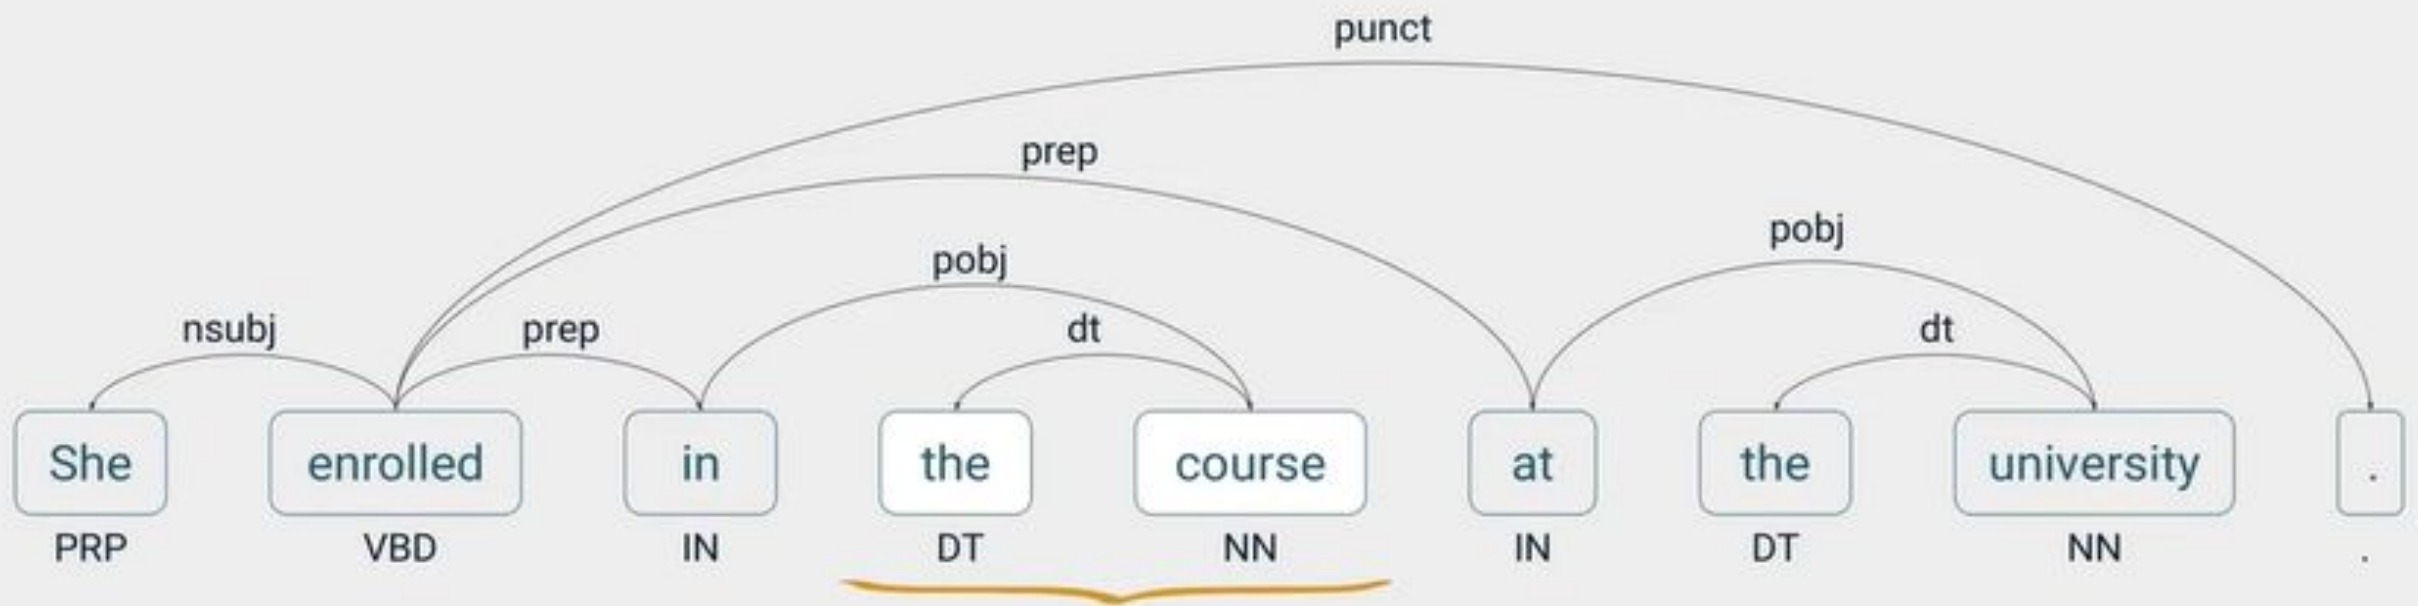 punct
prep
pobj pobj
nsubj prep dt dt
She enrolled in the course at the university .
PRP VBD IN DT NN IN DT NN .